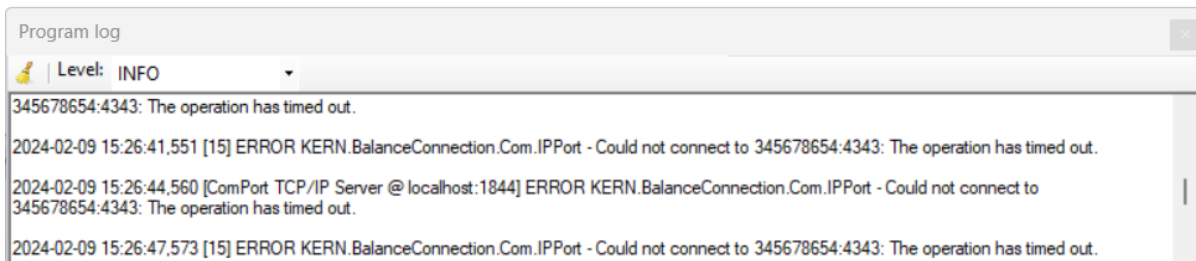 Program log
Level: INFO
345678654:4343: The operation has timed out.
2024-02-09 15:26:41,551 [15] ERROR KERN.BalanceConnection.Com.IPPort - Could not connect to 345678654:4343: The operation has timed out.
2024-02-09 15:26:44,560 [ComPort TCP/IP Server @ localhost:1844] ERROR KERN.BalanceConnection.Com.IPPort - Could not connect to
345678654:4343: The operation has timed out.
2024-02-09 15:26:47,573 [15] ERROR KERN.BalanceConnection.Com.IPPort - Could not connect to 345678654:4343: The operation has timed out.